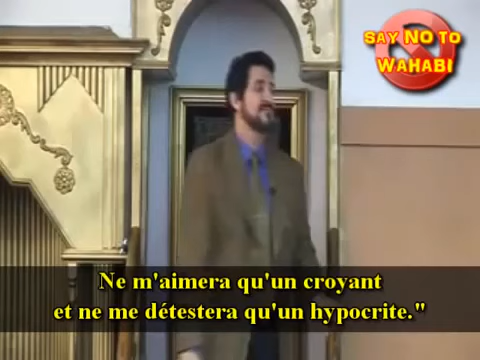 SAY NO TO
WAHABI
Ne m'aimera qu'un croyant
et ne me détestera qu'un hypocrite."